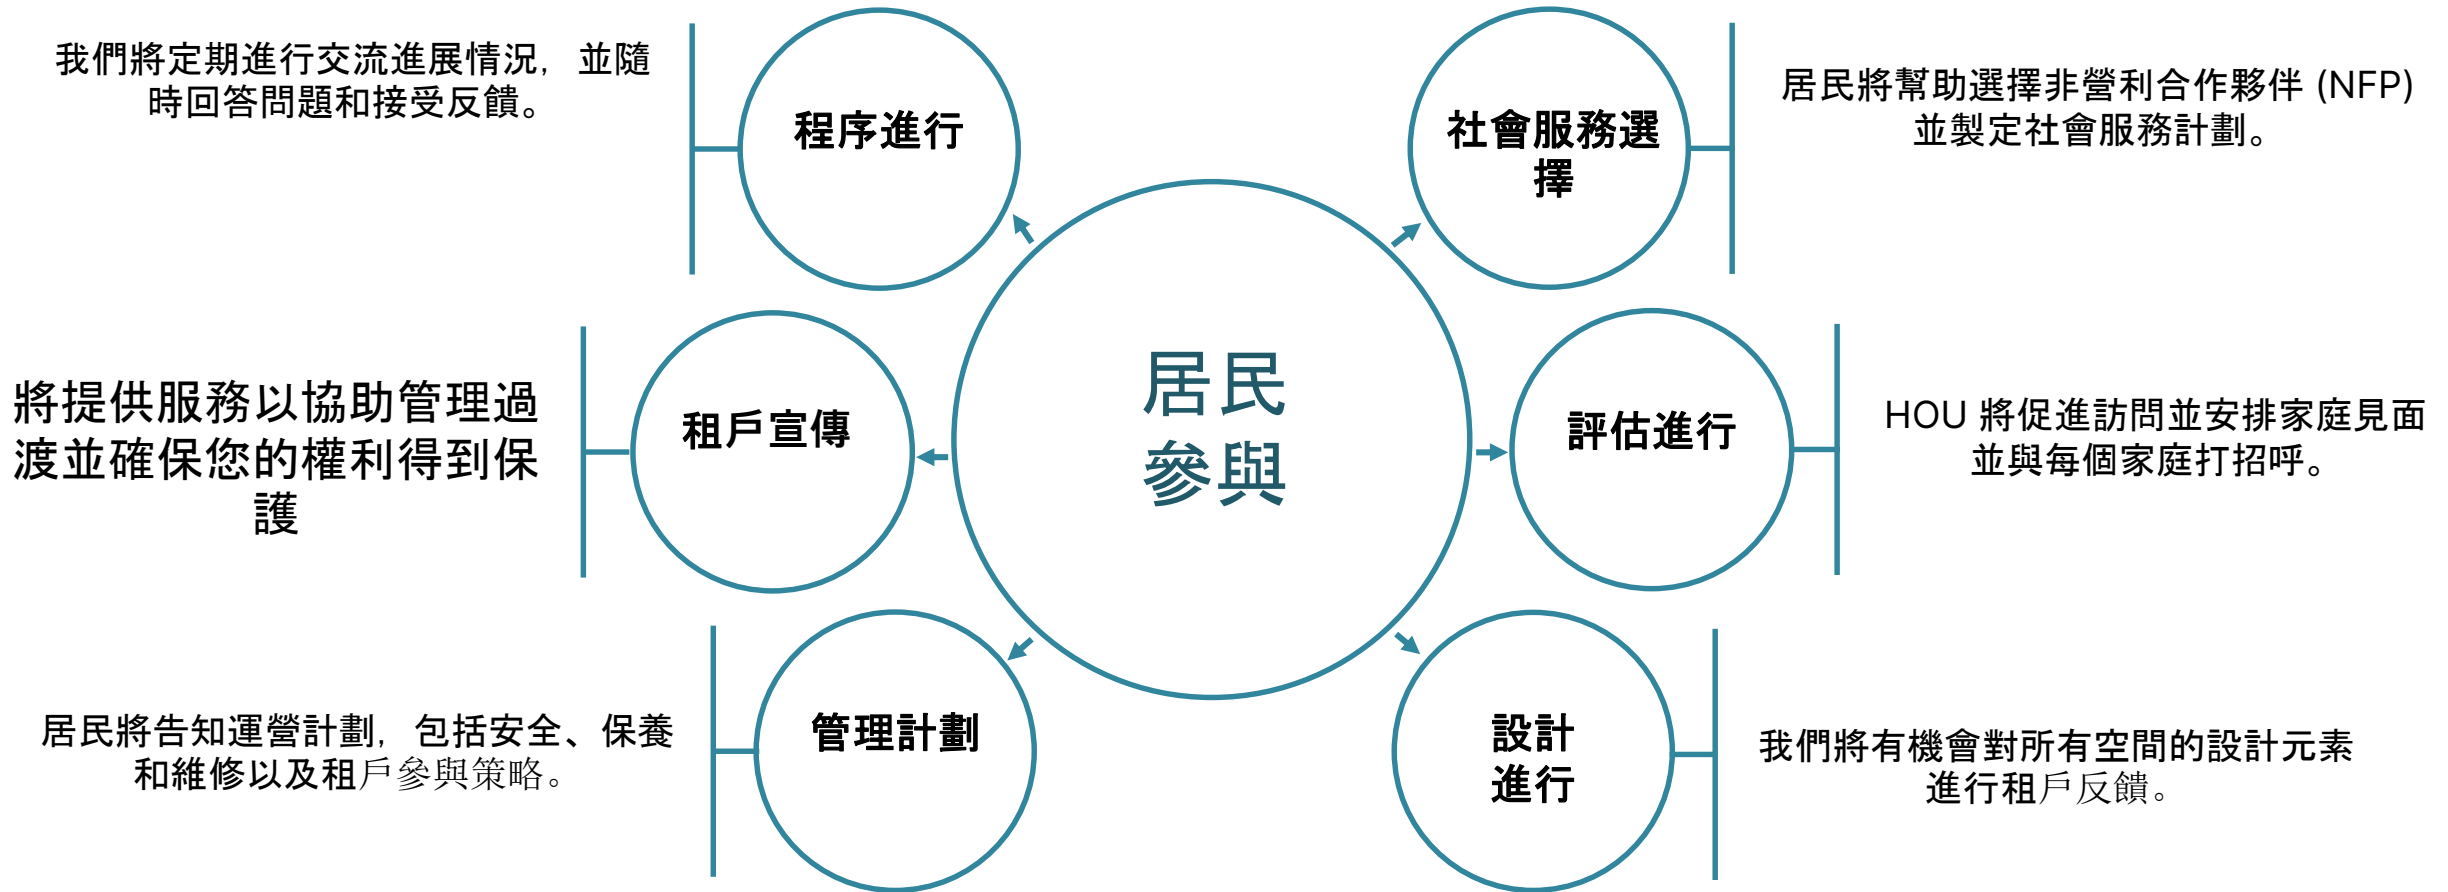 我們將定期進行交流進展情況，並隨
時回答問題和接受反饋。
程序進行
社會服務選
擇
居民將幫助選擇非營利合作夥伴 (NFP)
並製定社會服務計劃。
將提供服務以協助管理過
渡並確保您的權利得到保
護
租戶宣傳
居民
參與
評估進行
HOU 將促進訪問並安排家庭見面
並與每個家庭打招呼。
居民將告知運營計劃，包括安全、保養
和維修以及租戶參與策略。
管理計劃
設計
進行
我們將有機會對所有空間的設計元素
進行租戶反饋。